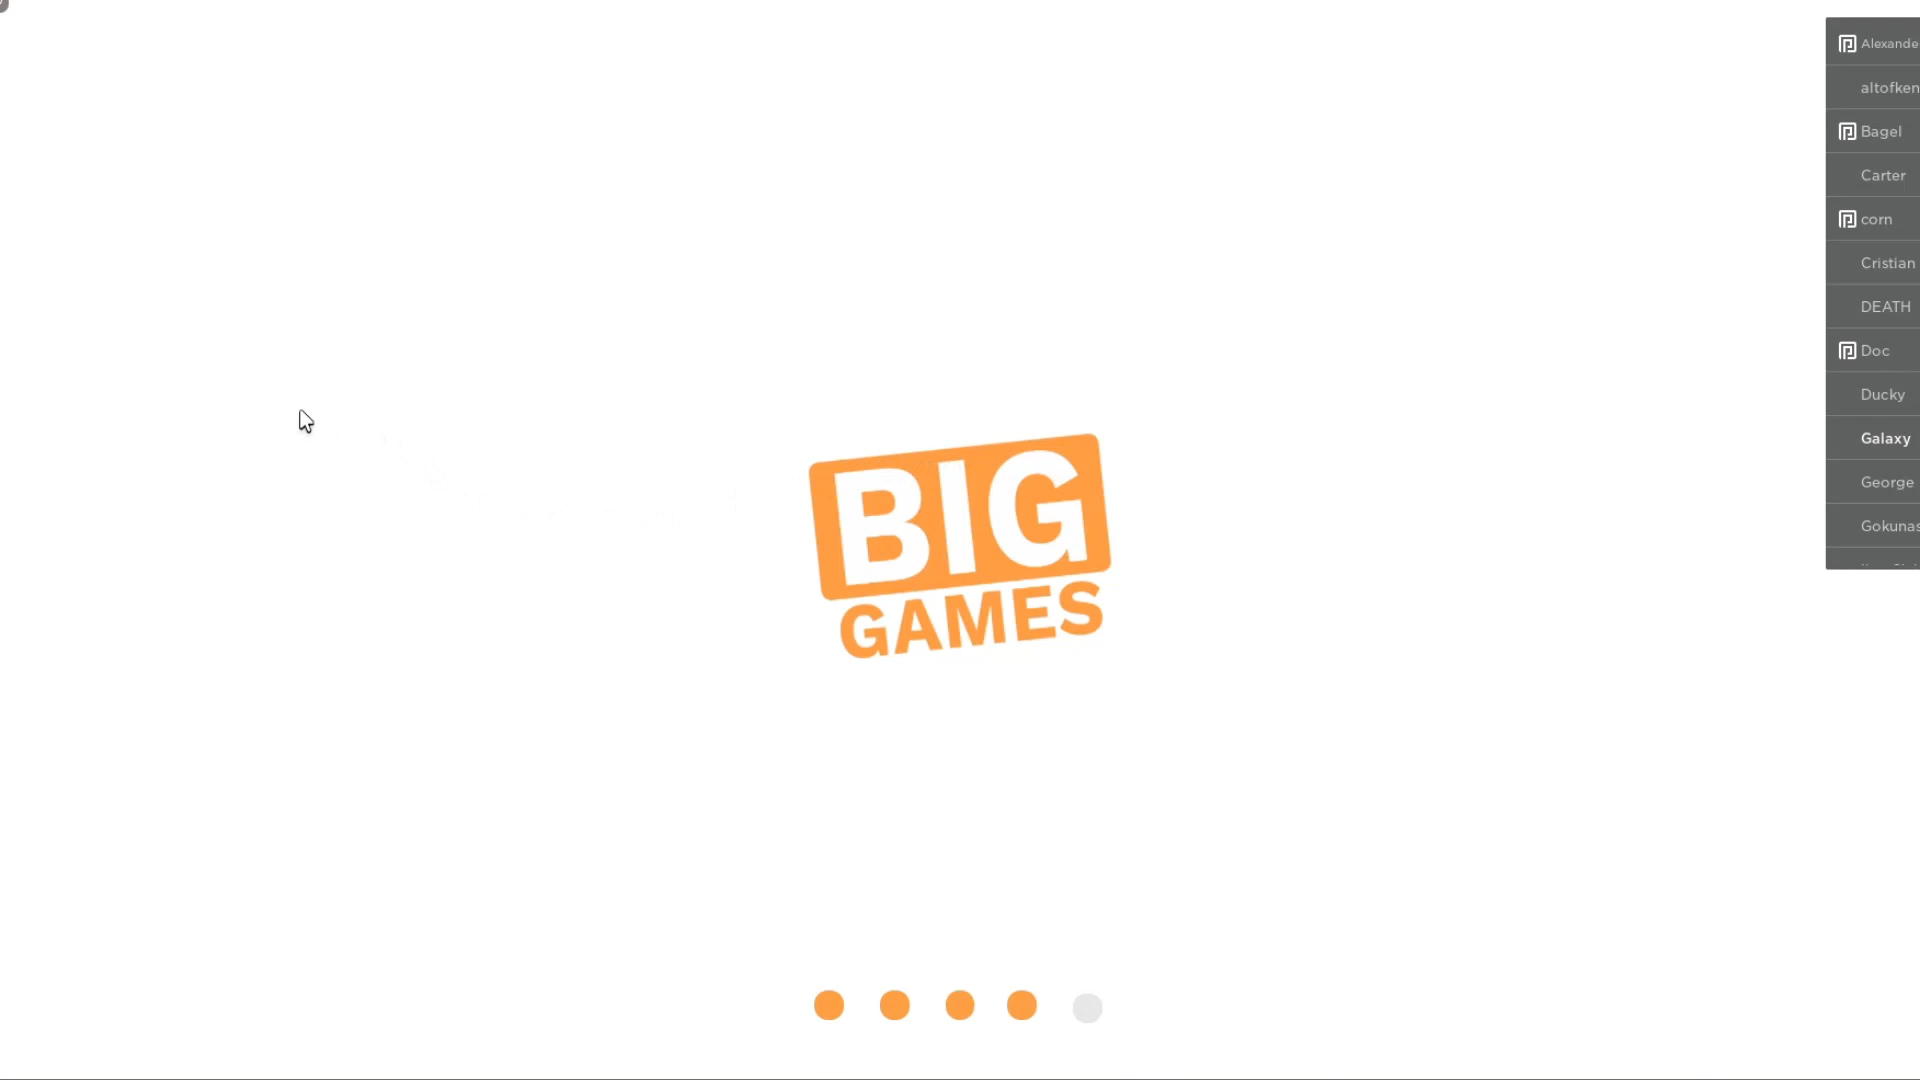 BIG
GAMES
Alexande
altofken
Bagel
Carter
corn
Cristian
DEATH
Doc
Ducky
Galaxy
George
Gokunas